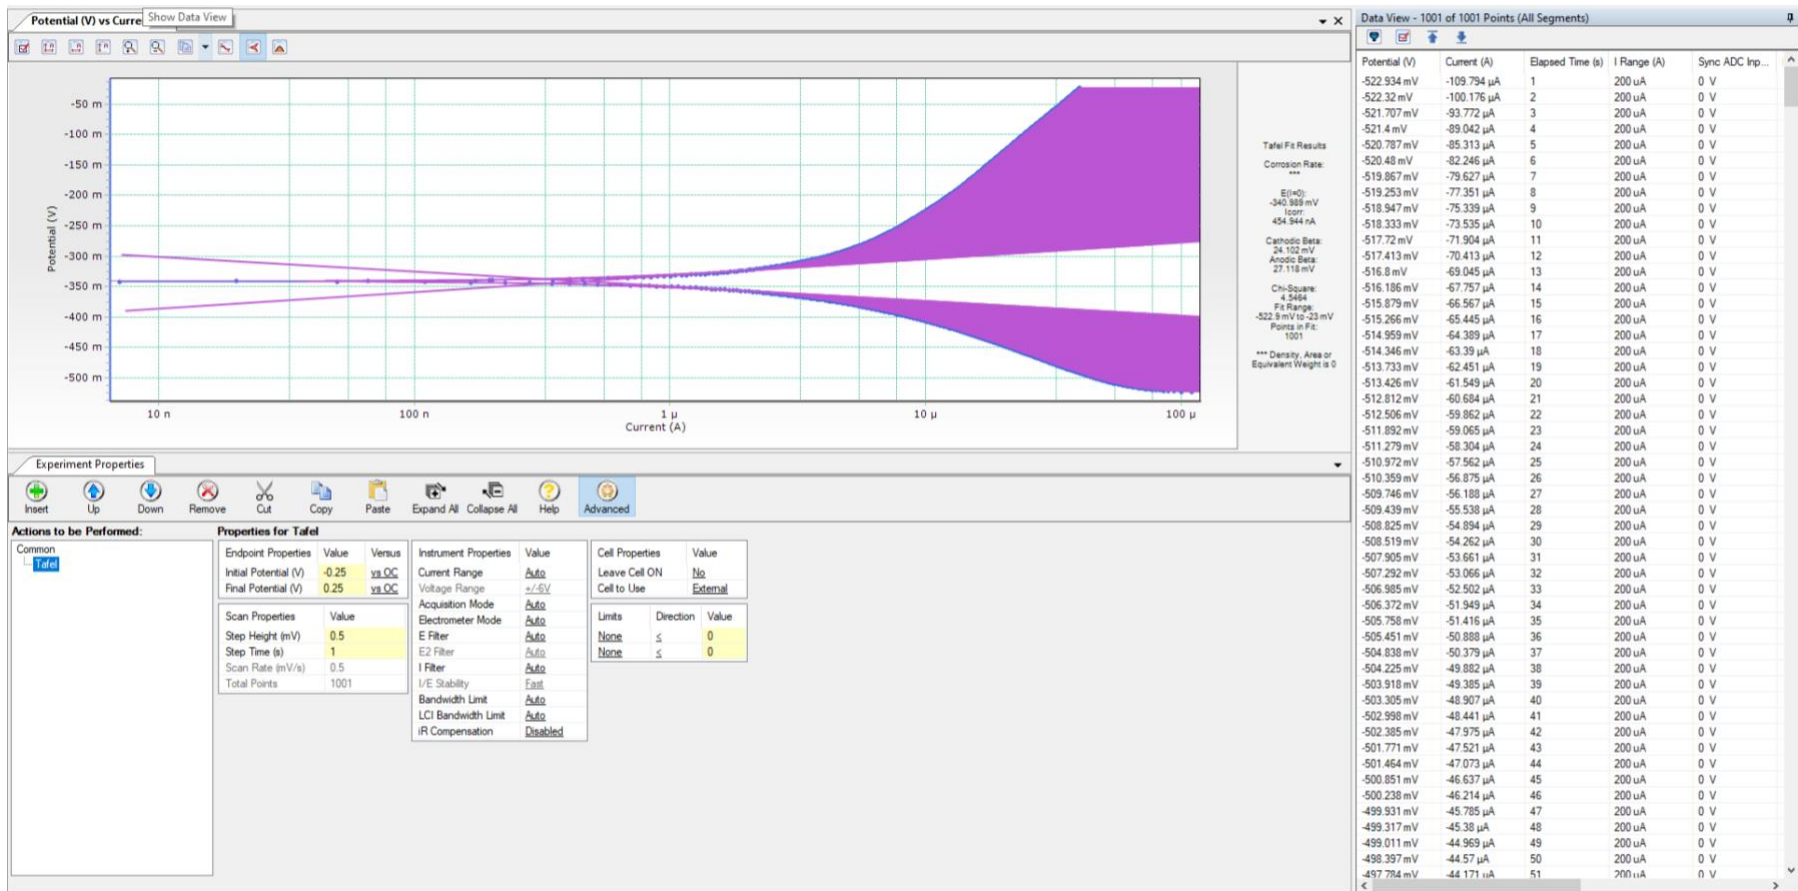 Potential (V) vs Curre
Show Data View
-50 m
-100 m
-150 m
-200 m
-250 m
-300 m
-350 m
-400 m
-450 m
-500 m
Potential (V)
10 n 100 n 1 µ 10 µ 100 µ
Current (A)
Tafel Fit Results
Corrosion Rate:
***
E(I=0):
-340.989 mV
Icorr:
454.944 nA
Cathodic Beta:
24.102 mV
Anodic Beta:
27.118 mV
Chi-Square:
4.5464
Fit Range:
-522.9 mV to -23 mV
Points in Fit:
1001
*** Density, Area or
Equivalent Weight is 0
Experiment Properties
Insert Up Down Remove Cut Copy Paste Expand All Collapse All Help Advanced
Actions to be Performed:
Common
Tafel
Properties for Tafel
Endpoint Properties Value Versus
Initial Potential (V) -0.25 vs OC
Final Potential (V) 0.25 vs OC
Scan Properties Value
Step Height (mV) 0.5
Step Time (s) 1
Scan Rate (mV/s) 0.5
Total Points 1001
Instrument Properties Value
Current Range Auto
Voltage Range +/-6V
Acquisition Mode Auto
Electrometer Mode Auto
E Filter Auto
E2 Filter Auto
I Filter Auto
I/E Stability Fast
Bandwidth Limit Auto
LCI Bandwidth Limit Auto
iR Compensation Disabled
Cell Properties Value
Leave Cell ON No
Cell to Use External
Limits Direction Value
None ≤ 0
None ≤ 0
Data View - 1001 of 1001 Points (All Segments)
Potential (V) Current (A) Elapsed Time (s) I Range (A) Sync ADC Inp...
-522.934 mV -109.794 µA 1 200 uA 0 V
-522.32 mV -100.176 µA 2 200 uA 0 V
-521.707 mV -93.772 µA 3 200 uA 0 V
-521.4 mV -89.042 µA 4 200 uA 0 V
-520.787 mV -85.313 µA 5 200 uA 0 V
-520.48 mV -82.246 µA 6 200 uA 0 V
-519.867 mV -79.627 µA 7 200 uA 0 V
-519.253 mV -77.351 µA 8 200 uA 0 V
-518.947 mV -75.339 µA 9 200 uA 0 V
-518.333 mV -73.535 µA 10 200 uA 0 V
-517.72 mV -71.904 µA 11 200 uA 0 V
-517.413 mV -70.413 µA 12 200 uA 0 V
-516.8 mV -69.045 µA 13 200 uA 0 V
-516.186 mV -67.757 µA 14 200 uA 0 V
-515.879 mV -66.567 µA 15 200 uA 0 V
-515.266 mV -65.445 µA 16 200 uA 0 V
-514.959 mV -64.389 µA 17 200 uA 0 V
-514.346 mV -63.39 µA 18 200 uA 0 V
-513.733 mV -62.451 µA 19 200 uA 0 V
-513.426 mV -61.549 µA 20 200 uA 0 V
-512.812 mV -60.684 µA 21 200 uA 0 V
-512.506 mV -59.862 µA 22 200 uA 0 V
-511.892 mV -59.065 µA 23 200 uA 0 V
-511.279 mV -58.304 µA 24 200 uA 0 V
-510.972 mV -57.562 µA 25 200 uA 0 V
-510.359 mV -56.875 µA 26 200 uA 0 V
-509.746 mV -56.188 µA 27 200 uA 0 V
-509.439 mV -55.538 µA 28 200 uA 0 V
-508.825 mV -54.894 µA 29 200 uA 0 V
-508.519 mV -54.262 µA 30 200 uA 0 V
-507.905 mV -53.661 µA 31 200 uA 0 V
-507.292 mV -53.066 µA 32 200 uA 0 V
-506.985 mV -52.502 µA 33 200 uA 0 V
-506.372 mV -51.949 µA 34 200 uA 0 V
-505.758 mV -51.416 µA 35 200 uA 0 V
-505.451 mV -50.888 µA 36 200 uA 0 V
-504.838 mV -50.379 µA 37 200 uA 0 V
-504.225 mV -49.882 µA 38 200 uA 0 V
-503.918 mV -49.385 µA 39 200 uA 0 V
-503.305 mV -48.907 µA 40 200 uA 0 V
-502.998 mV -48.441 µA 41 200 uA 0 V
-502.385 mV -47.975 µA 42 200 uA 0 V
-501.771 mV -47.521 µA 43 200 uA 0 V
-501.464 mV -47.073 µA 44 200 uA 0 V
-500.851 mV -46.637 µA 45 200 uA 0 V
-500.238 mV -46.214 µA 46 200 uA 0 V
-499.931 mV -45.785 µA 47 200 uA 0 V
-499.317 mV -45.38 µA 48 200 uA 0 V
-499.011 mV -44.969 µA 49 200 uA 0 V
-498.397 mV -44.57 µA 50 200 uA 0 V
-497.784 mV -44.171 uA 51 200 uA 0 V